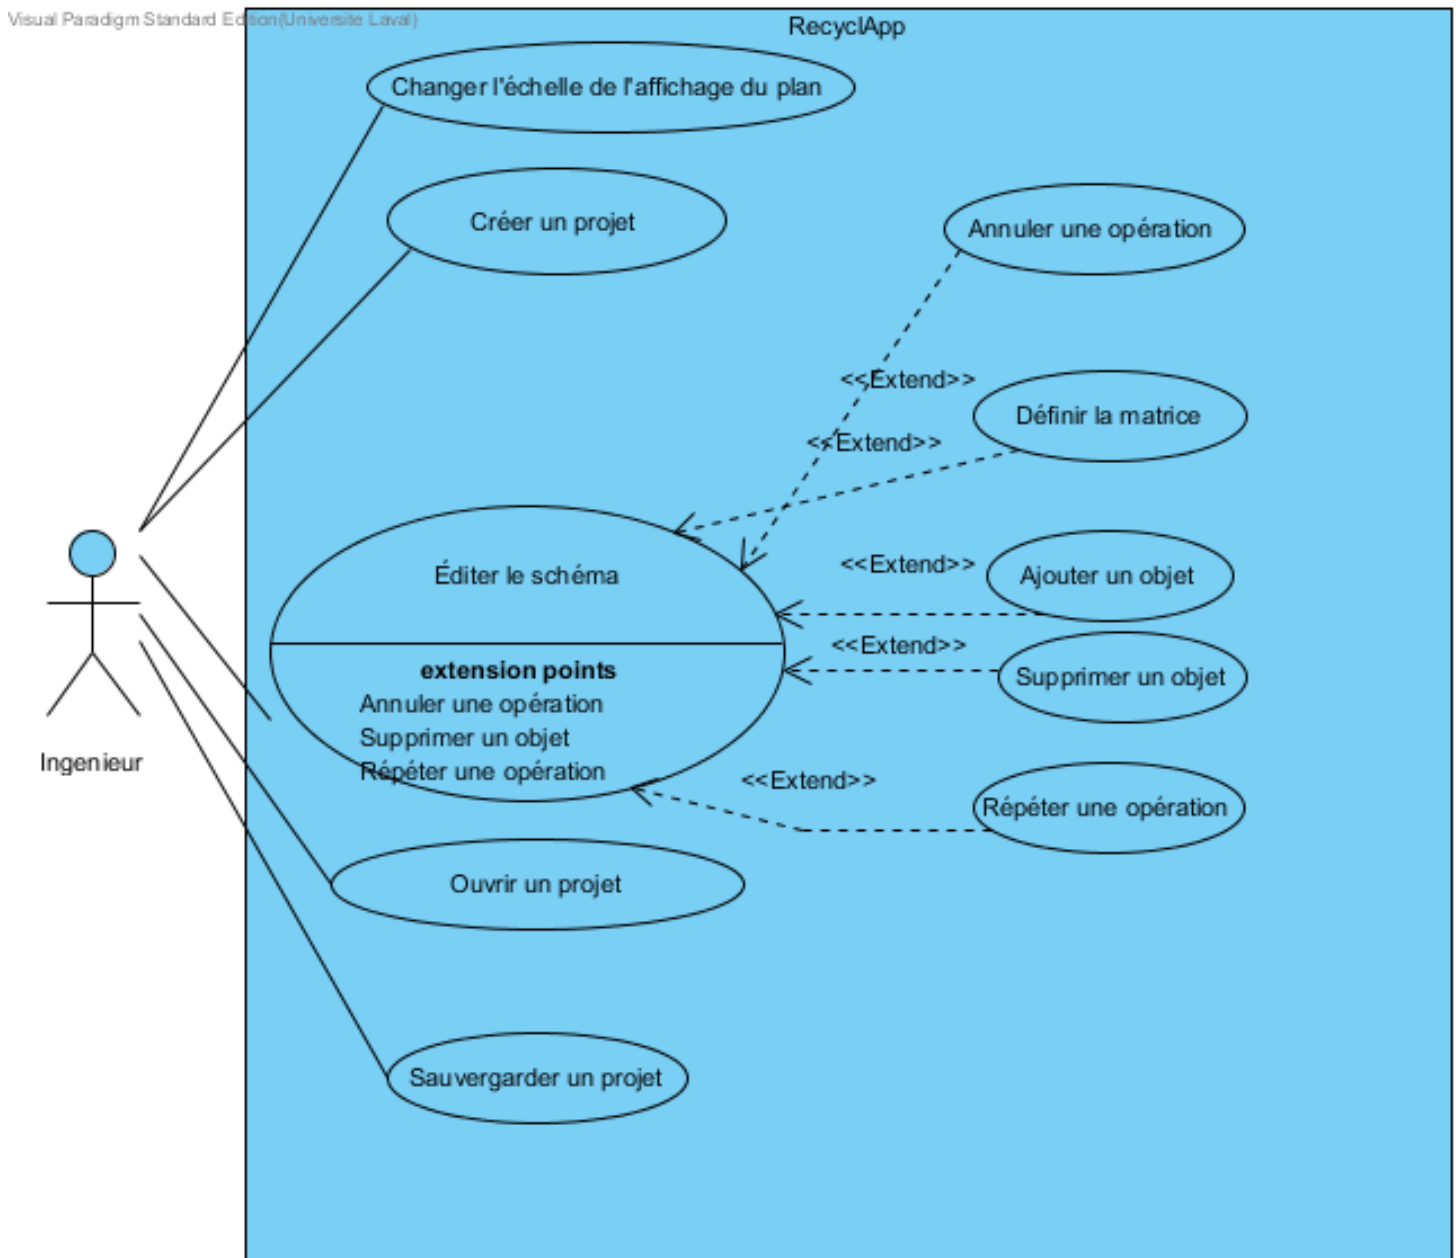 Visual Paradigm Standard Edition(Universite Laval)
RecyclApp
Changer l'échelle de l'affichage du plan
Créer un projet
Annuler une opération
<<Extend>>
Définir la matrice
<<Extend>>
Éditer le schéma
<<Extend>>
Ajouter un objet
<<Extend>>
Supprimer un objet
extension points
Annuler une opération
Supprimer un objet
Répéter une opération
Ingenieur
<<Extend>>
Répéter une opération
Ouvrir un projet
Sauvergarder un projet